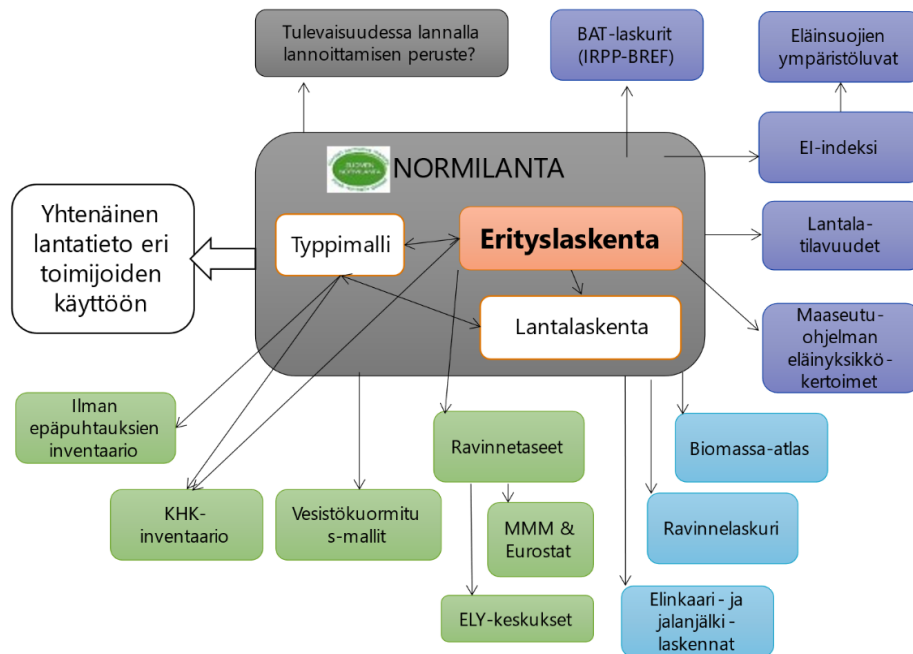 Tulevaisuudessa lannalla
lannoittamisen peruste?
BAT-laskurit
(IRPP-BREF)
Eläinsuojien
ympäristöluvat
EI-indeksi
SUOMEN
NORMILANTA
NORMILANTA
Yhtenäinen
lantatieto eri
toimijoiden
käyttöön
Typpimalli
Erityslaskenta
Lantalaskenta
Lantala-
tilavuudet
Maaseutu-
ohjelman
eläinyksikkö-
kertoimet
Ilman
epäpuhtauksien
inventaario
KHK-
inventaario
Vesistökuormitu
s-mallit
Ravinnetaseet
MMM &
Eurostat
ELY-keskukset
Biomassa-atlas
Ravinnelaskuri
Elinkaari- ja
jalanjälki-
laskennat